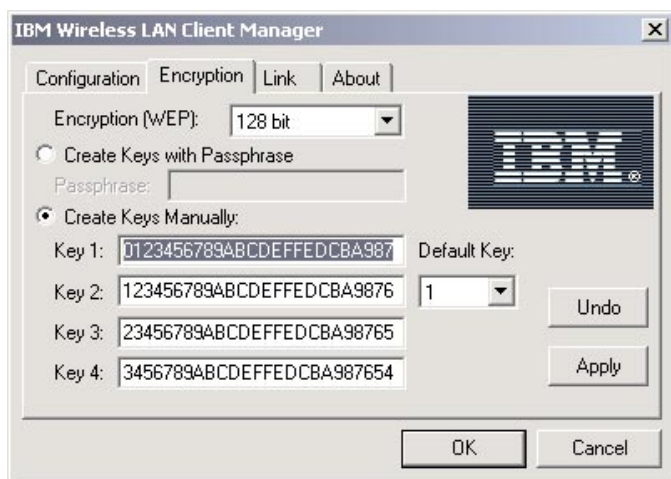 IBM Wireless LAN Client Manager
Configuration Encryption Link About
Encryption (WEP): 128 bit
IBM®
Create Keys with Passphrase
Passphrase:
Create Keys Manually:
Key 1: 0123456789ABCDEFFEDCBA987 Default Key:
Key 2: 123456789ABCDEFFEDCBA9876 1
Undo
Key 3: 23456789ABCDEFFEDCBA98765
Key 4: 3456789ABCDEFFEDCBA987654 Apply
OK Cancel